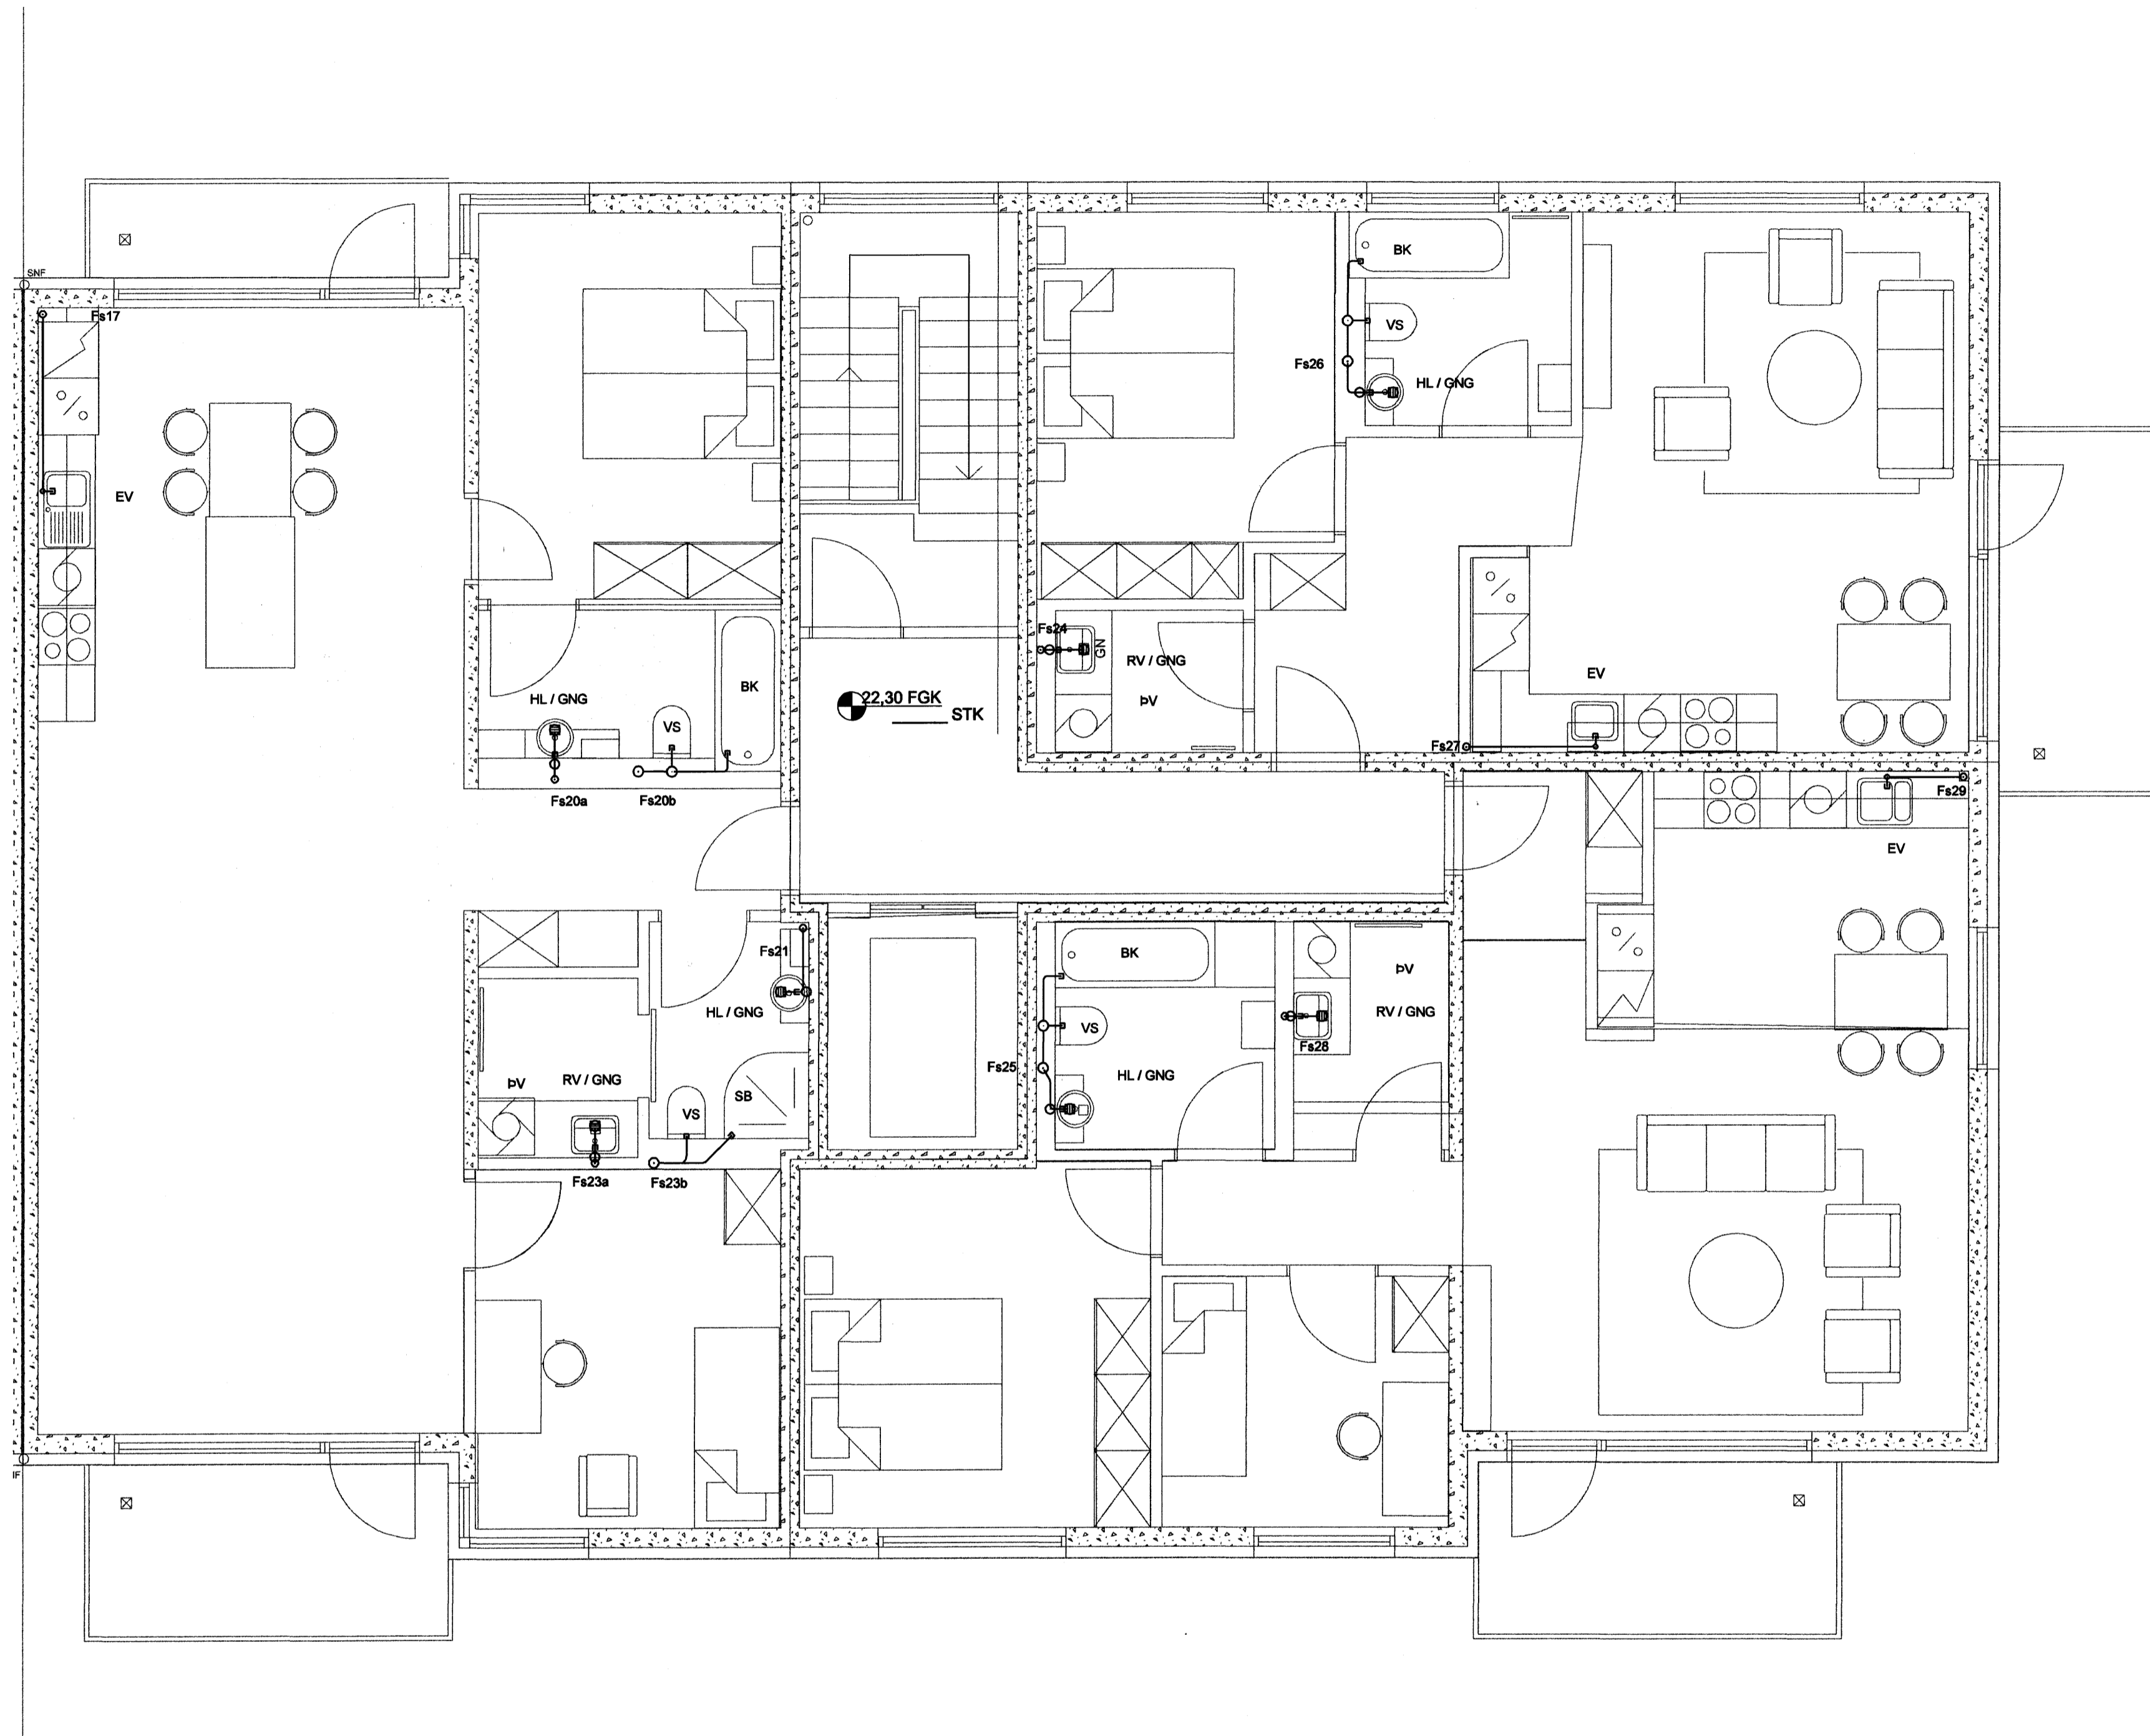 SNF
Fs17
EV
HL / GNG
VS
BK
Fs20a
Fs20b
22,30 FGK
STK
BK
VS
Fs26
HL / GNG
Fs24
GN
RV / GNG
ÞV
EV
Fs27
Fs29
EV
Fs21
HL / GNG
ÞV
RV / GNG
VS
SB
Fs23a
Fs23b
BK
VS
Fs25
HL / GNG
ÞV
RV / GNG
Fs28
IF